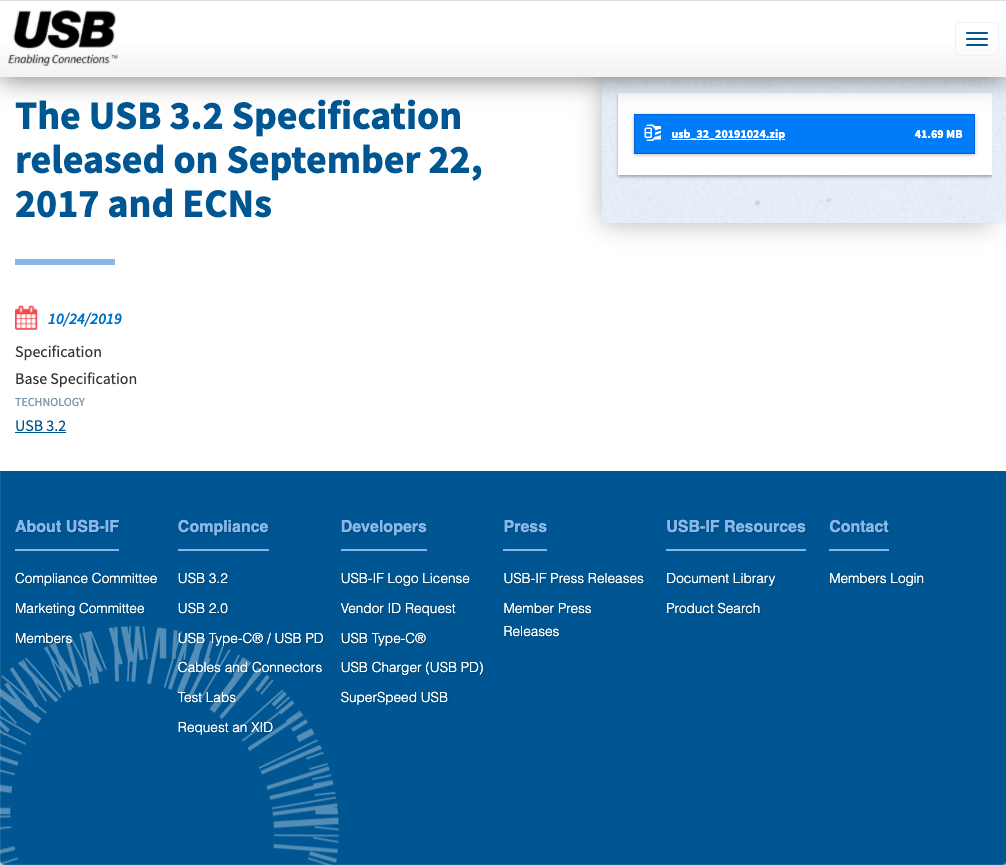 USB
Enabling Connections™
The USB 3.2 Specification
released on September 22,
2017 and ECNs
usb_32_20191024.zip 41.69 MB
10/24/2019
Specification
Base Specification
TECHNOLOGY
USB 3.2
About USB-IF
Compliance Committee
Marketing Committee
Members
Compliance
USB 3.2
USB 2.0
USB Type-C® / USB PD
Cables and Connectors
Test Labs
Request an XID
Developers
USB-IF Logo License
Vendor ID Request
USB Type-C®
USB Charger (USB PD)
SuperSpeed USB
Press
USB-IF Press Releases
Member Press
Releases
USB-IF Resources
Document Library
Product Search
Contact
Members Login